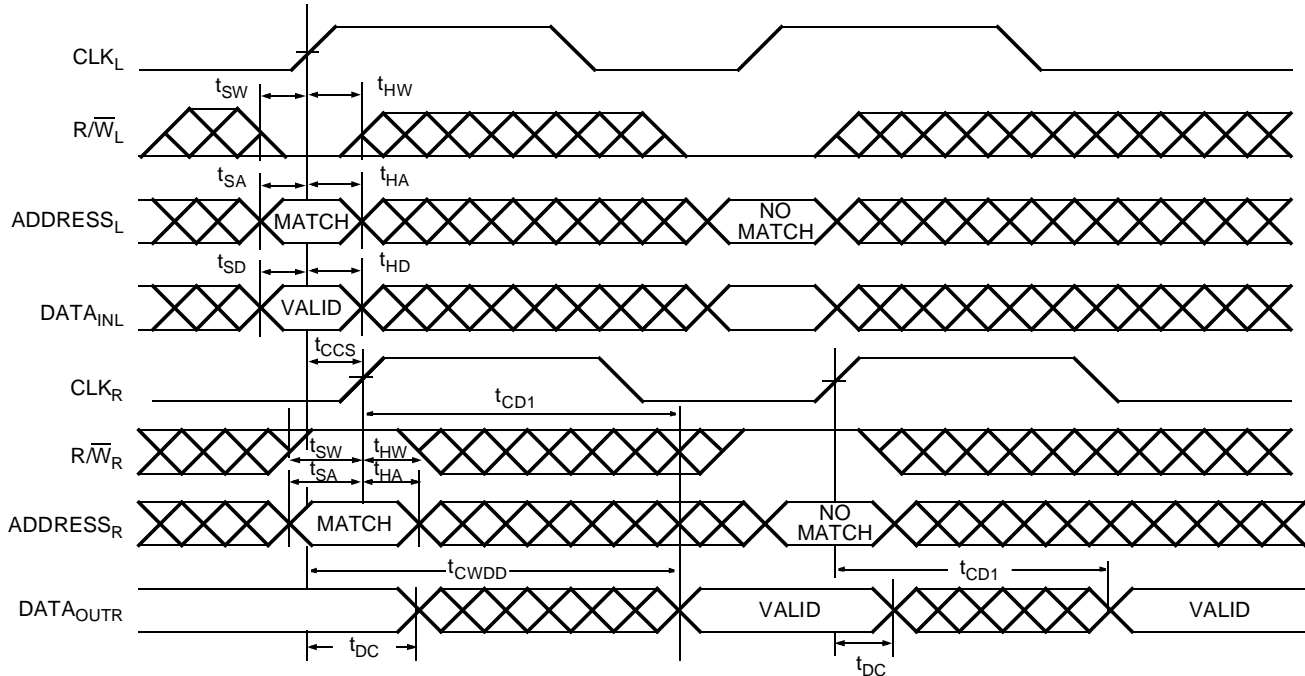 CLK_L
t_SW t_HW
R/W̅_L
t_SA t_HA
ADDRESS_L MATCH NO MATCH
t_SD t_HD
DATA_INL VALID
t_CCS
CLK_R
t_CD1
R/W̅_R t_SW t_HW
t_SA t_HA
ADDRESS_R MATCH NO MATCH
t_CWDD t_CD1
DATA_OUTR VALID VALID
t_DC t_DC